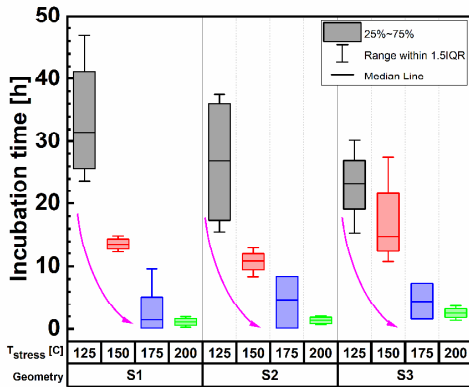 25%~75%
Range within 1.5IQR
Median Line
Incubation time [h]
50
40
30
20
10
0
Tstress [C] 125 150 175 200 125 150 175 200 125 150 175 200
Geometry S1 S2 S3